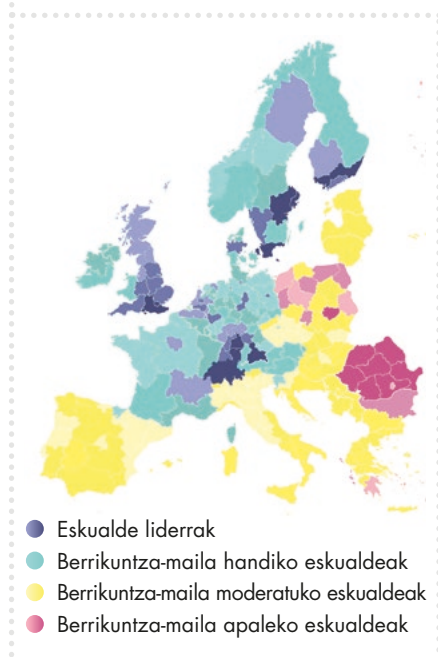 Eskualde liderrak
Berrikuntza-maila handiko eskualdeak
Berrikuntza-maila moderatuko eskualdeak
Berrikuntza-maila apaleko eskualdeak